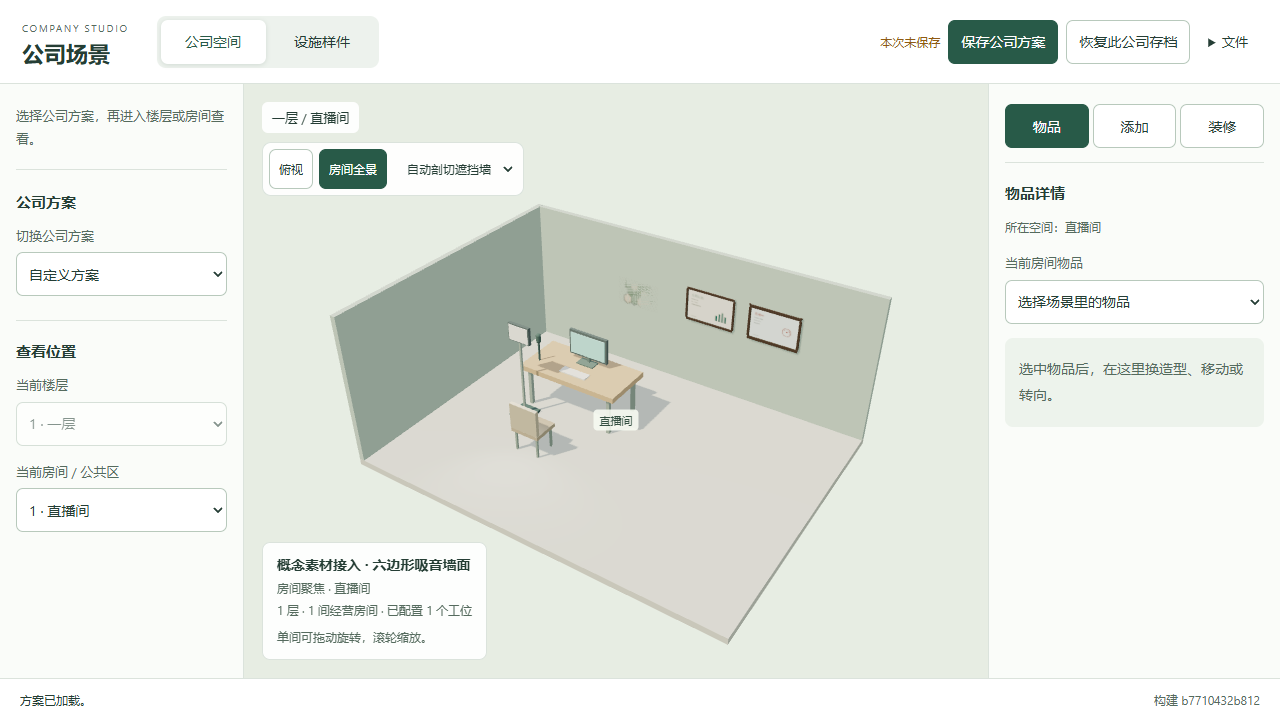 COMPANY STUDIO
公司场景
公司空间
设施样件
本次未保存
保存公司方案
恢复此公司存档
▶ 文件
选择公司方案，再进入楼层或房间查
看。
公司方案
切换公司方案
自定义方案
查看位置
当前楼层
1 · 一层
当前房间 / 公共区
1 · 直播间
一层 / 直播间
俯视
房间全景
自动剖切遮挡墙
直播间
概念素材接入 · 六边形吸音墙面
房间聚焦 · 直播间
1 层 · 1 间经营房间 · 已配置 1 个工位
单间可拖动旋转，滚轮缩放。
物品
添加
装修
物品详情
所在空间：直播间
当前房间物品
选择场景里的物品
选中物品后，在这里换造型、移动或
转向。
方案已加载。
构建 b7710432b812